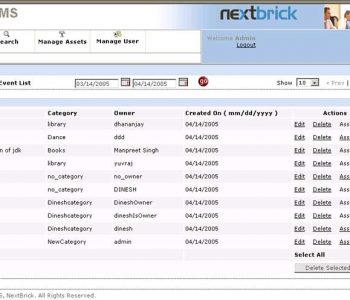 MS
nextbrick
earch Manage Assets Manage User
Welcome Admin
Logout
Event List 03/14/2005 04/14/2005 go Show 10 < Prev |
Category Owner Created On ( mm/dd/yyyy ) Actions
library dhananjay 04/14/2005 Edit Delete Ass
Dance ddd 04/14/2005 Edit Delete Ass
n of jdk Books Manpreet Singh 04/14/2005 Edit Delete Ass
library yuvraj 04/14/2005 Edit Delete Ass
no_category no_owner 04/14/2005 Edit Delete Ass
no_category DINESH 04/14/2005 Edit Delete Ass
Dineshcategory DineshOwner 04/14/2005 Edit Delete Ass
Dineshcategory dineshIsOwner 04/14/2005 Edit Delete Ass
Dineshcategory dinesh 04/14/2005 Edit Delete Ass
NewCategory admin 04/14/2005 Edit Delete Ass
Select All
Delete Selected
5, NextBrick. All Rights Reserved.